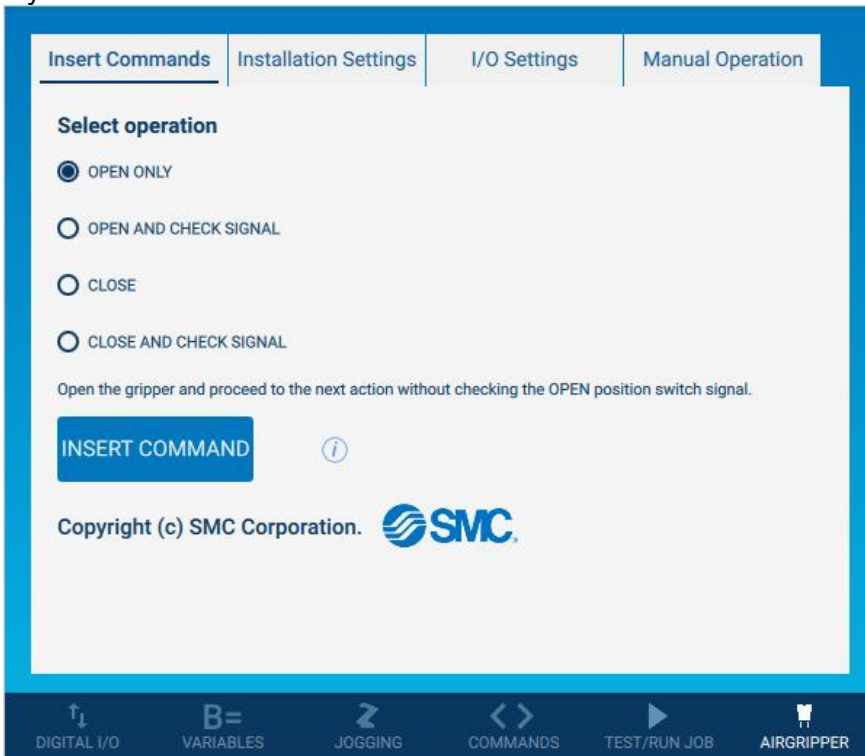 Insert Commands Installation Settings I/O Settings Manual Operation
Select operation
OPEN ONLY
OPEN AND CHECK SIGNAL
CLOSE
CLOSE AND CHECK SIGNAL
Open the gripper and proceed to the next action without checking the OPEN position switch signal.
INSERT COMMAND i
Copyright (c) SMC Corporation. SMC.
B=
DIGITAL I/O VARIABLES JOGGING COMMANDS TEST/RUN JOB AIRGRIPPER